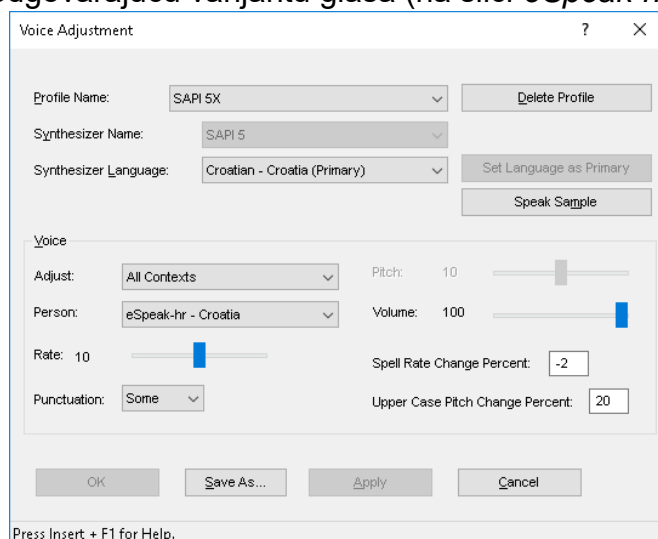 odgovarajuću varijantu glasa (na slici eSpeak-
Voice Adjustment ?
Profile Name: SAPI 5X Delete Profile
Synthesizer Name: SAPI 5
Synthesizer Language: Croatian - Croatia (Primary) Set Language as Primary
Speak Sample
Voice
Adjust: All Contexts Pitch: 10
Person: eSpeak-hr - Croatia Volume: 100
Rate: 10 Spell Rate Change Percent: -2
Punctuation: Some Upper Case Pitch Change Percent: 20
OK Save As... Apply Cancel
Press Insert + F1 for Help.